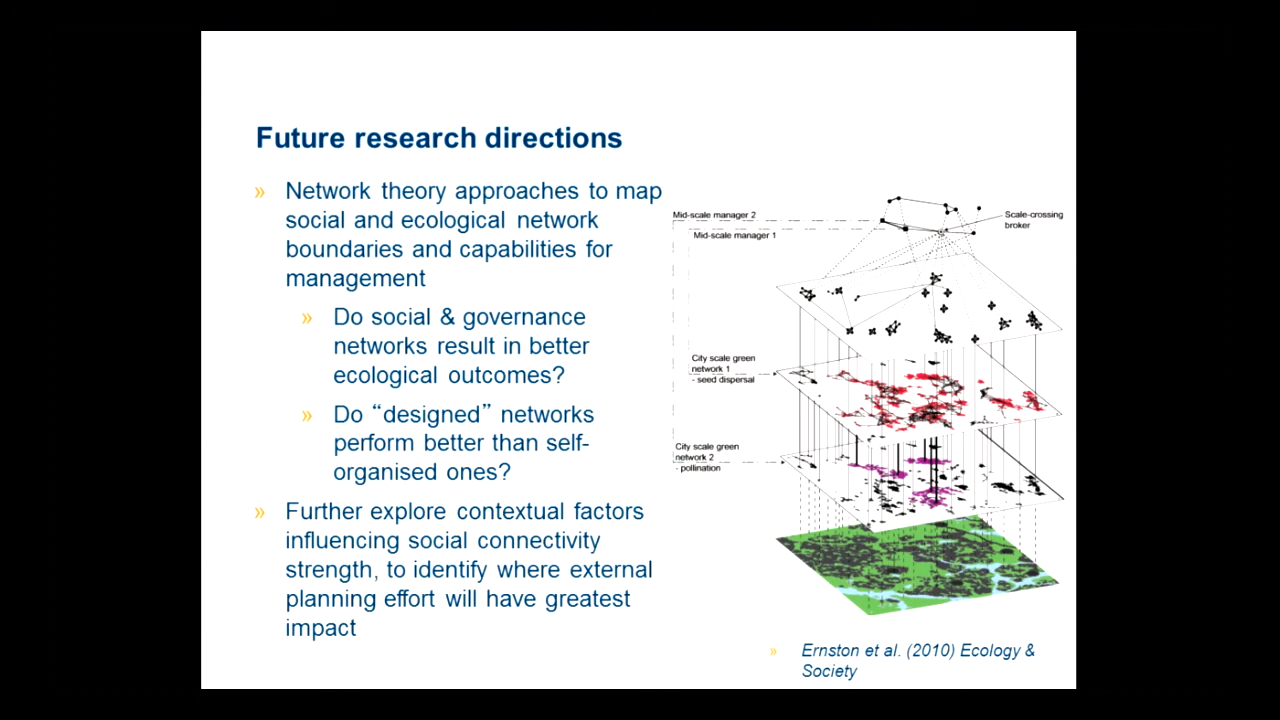 Future research directions
» Network theory approaches to map
social and ecological network
boundaries and capabilities for
management
» Do social & governance
networks result in better
ecological outcomes?
» Do “designed” networks
perform better than self-
organised ones?
» Further explore contextual factors
influencing social connectivity
strength, to identify where external
planning effort will have greatest
impact
Mid-scale manager 2
Mid-scale manager 1
Scale-crossing
broker
City scale green
network 1
- seed dispersal
City scale green
network 2
- pollination
» Ernston et al. (2010) Ecology &
Society